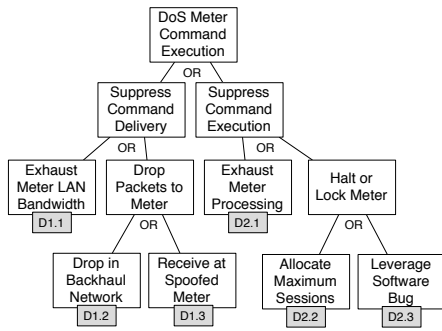 DoS Meter
Command
Execution
OR
Suppress
Command
Delivery
Suppress
Command
Execution
OR
OR
Exhaust
Meter LAN
Bandwidth
D1.1
Drop
Packets to
Meter
Exhaust
Meter
Processing
D2.1
Halt or
Lock Meter
OR
OR
Drop in
Backhaul
Network
D1.2
Receive at
Spoofed
Meter
D1.3
Allocate
Maximum
Sessions
D2.2
Leverage
Software
Bug
D2.3